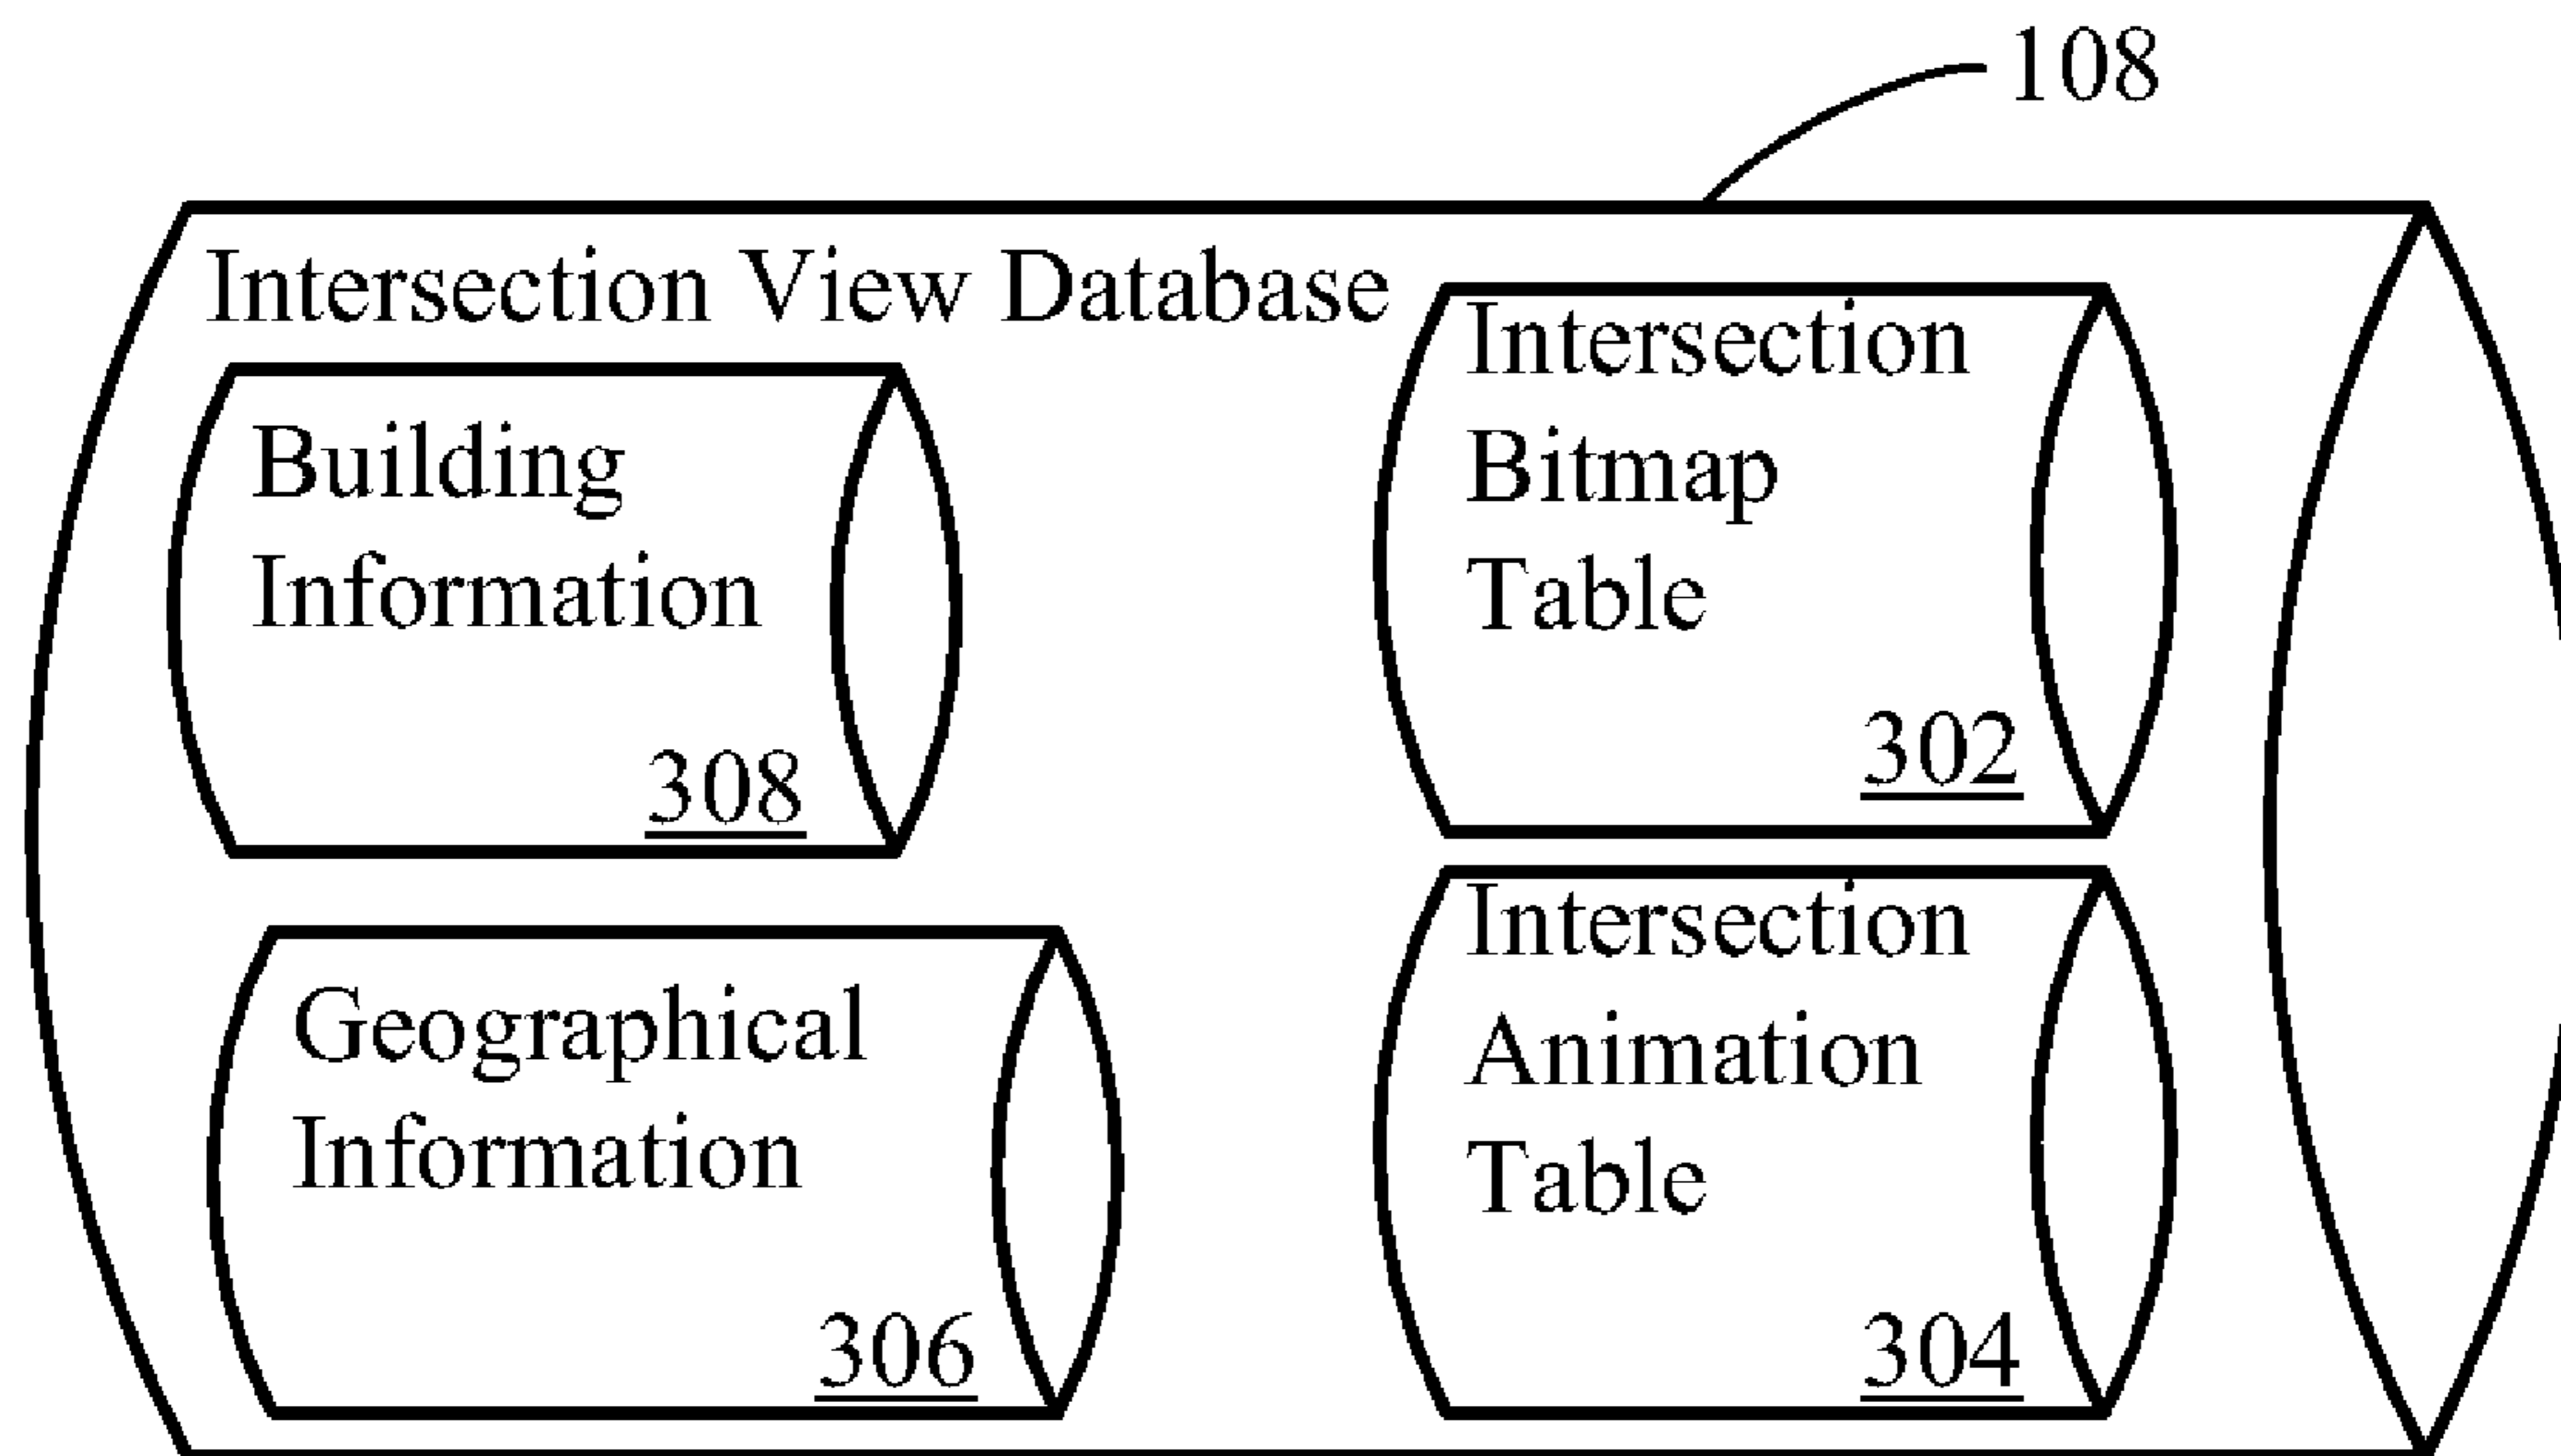 108
Intersection View Database
Building
Information
308
Intersection
Bitmap
Table
302
Geographical
Information
306
Intersection
Animation
Table
304